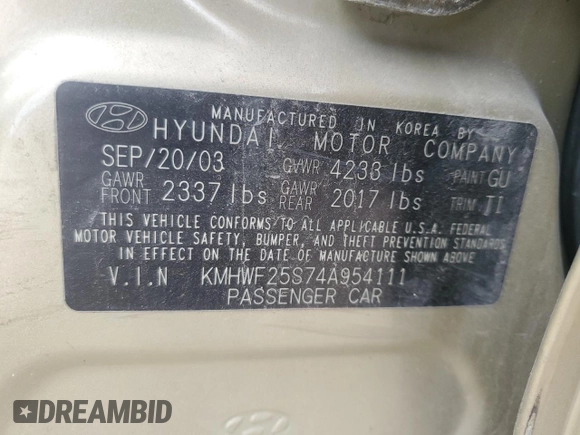 MANUFACTURED IN KOREA BY
HYUNDAI MOTOR COMPANY
SEP/20/03 GVWR 4233 lbs PAINT GU
GAWR FRONT 2337 lbs GAWR REAR 2017 lbs TRIM TI
THIS VEHICLE CONFORMS TO ALL APPLICABLE U.S.A. FEDERAL
MOTOR VEHICLE SAFETY, BUMPER, AND THEFT PREVENTION STANDARDS
IN EFFECT ON THE DATE OF MANUFACTURE SHOWN ABOVE
V.I.N KMHWF25S74A954111
PASSENGER CAR
DREAMBID